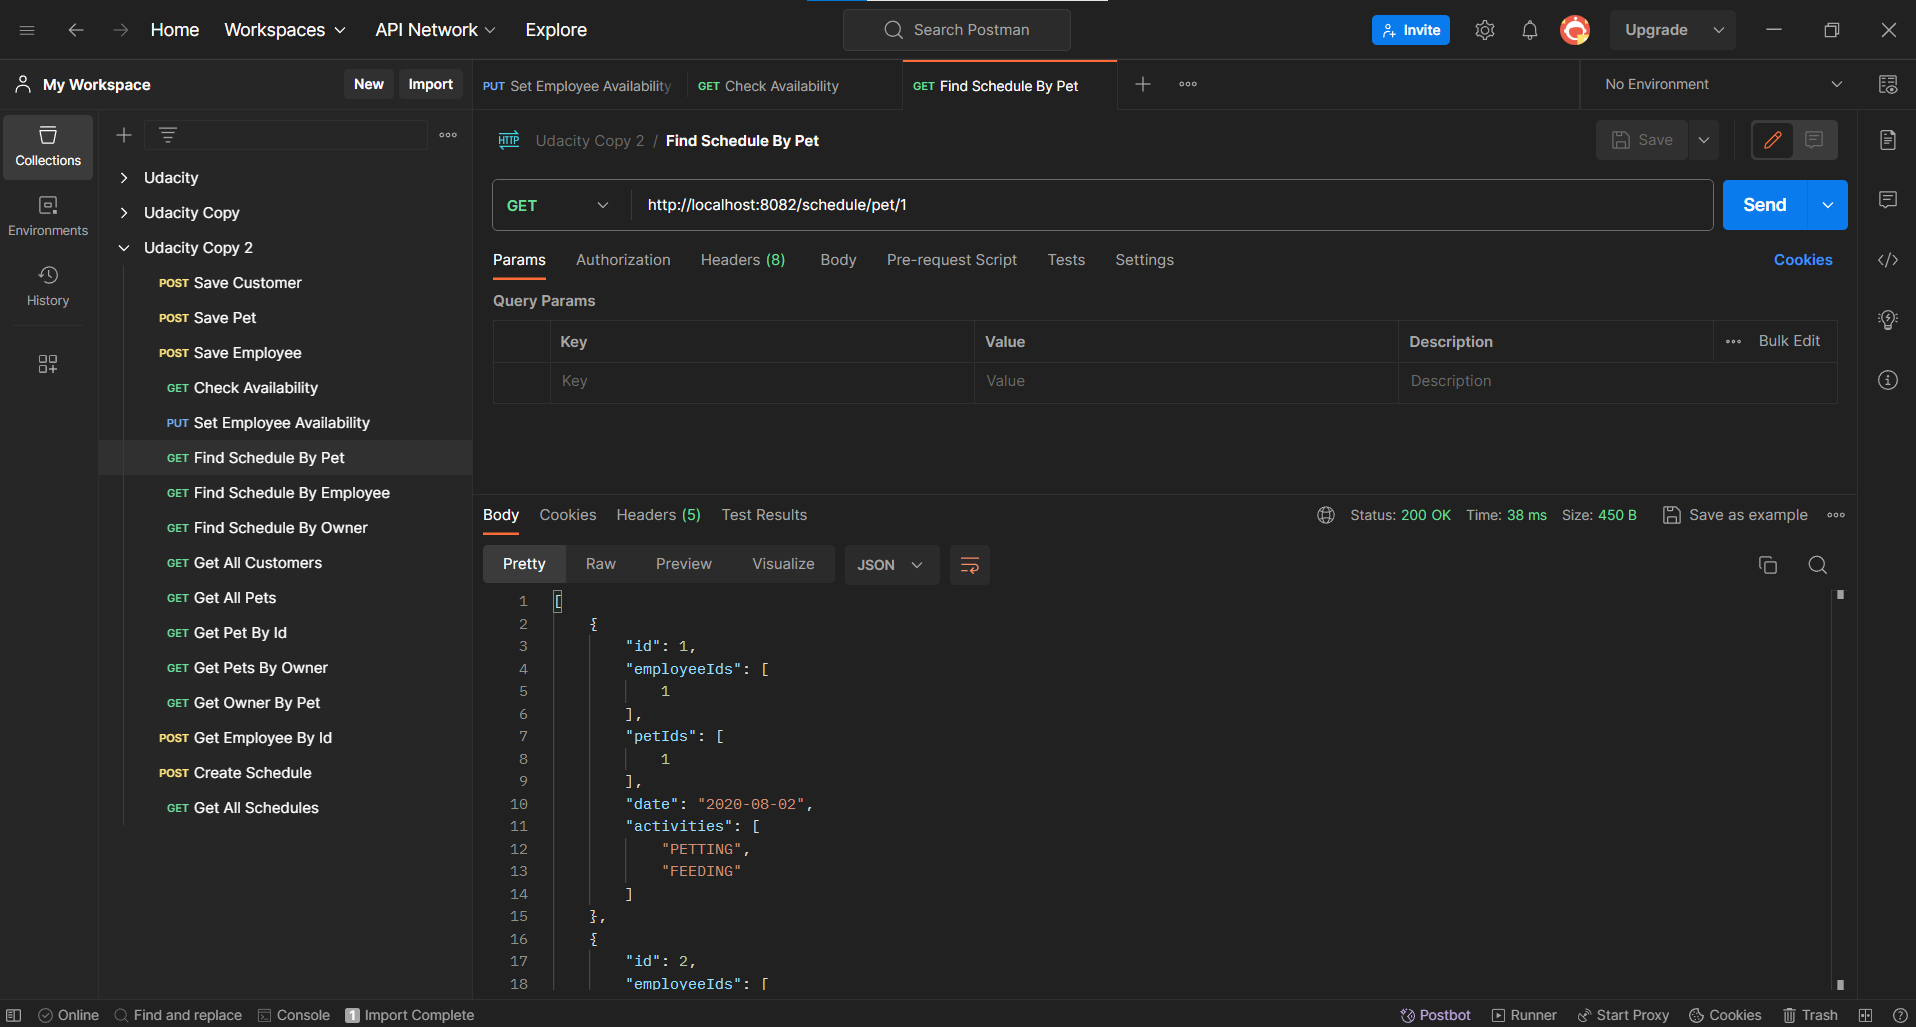 Home Workspaces API Network Explore Search Postman Invite Upgrade
My Workspace New Import PUT Set Employee Availability GET Check Availability GET Find Schedule By Pet No Environment
Collections
Environments
History
Udacity
Udacity Copy
Udacity Copy 2
POST Save Customer
POST Save Pet
POST Save Employee
GET Check Availability
PUT Set Employee Availability
GET Find Schedule By Pet
GET Find Schedule By Employee
GET Find Schedule By Owner
GET Get All Customers
GET Get All Pets
GET Get Pet By Id
GET Get Pets By Owner
GET Get Owner By Pet
POST Get Employee By Id
POST Create Schedule
GET Get All Schedules
HTTP Udacity Copy 2 / Find Schedule By Pet Save
GET http://localhost:8082/schedule/pet/1 Send
Params Authorization Headers (8) Body Pre-request Script Tests Settings Cookies
Query Params
Key Value Description Bulk Edit
Key Value Description
Body Cookies Headers (5) Test Results Status: 200 OK Time: 38 ms Size: 450 B Save as example
Pretty Raw Preview Visualize JSON
1 [
2 {
3 "id": 1,
4 "employeeIds": [
5 1
6 ],
7 "petIds": [
8 1
9 ],
10 "date": "2020-08-02",
11 "activities": [
12 "PETTING",
13 "FEEDING"
14 ]
15 },
16 {
17 "id": 2,
18 "employeeIds": [
Online Find and replace Console 1 Import Complete Postbot Runner Start Proxy Cookies Trash